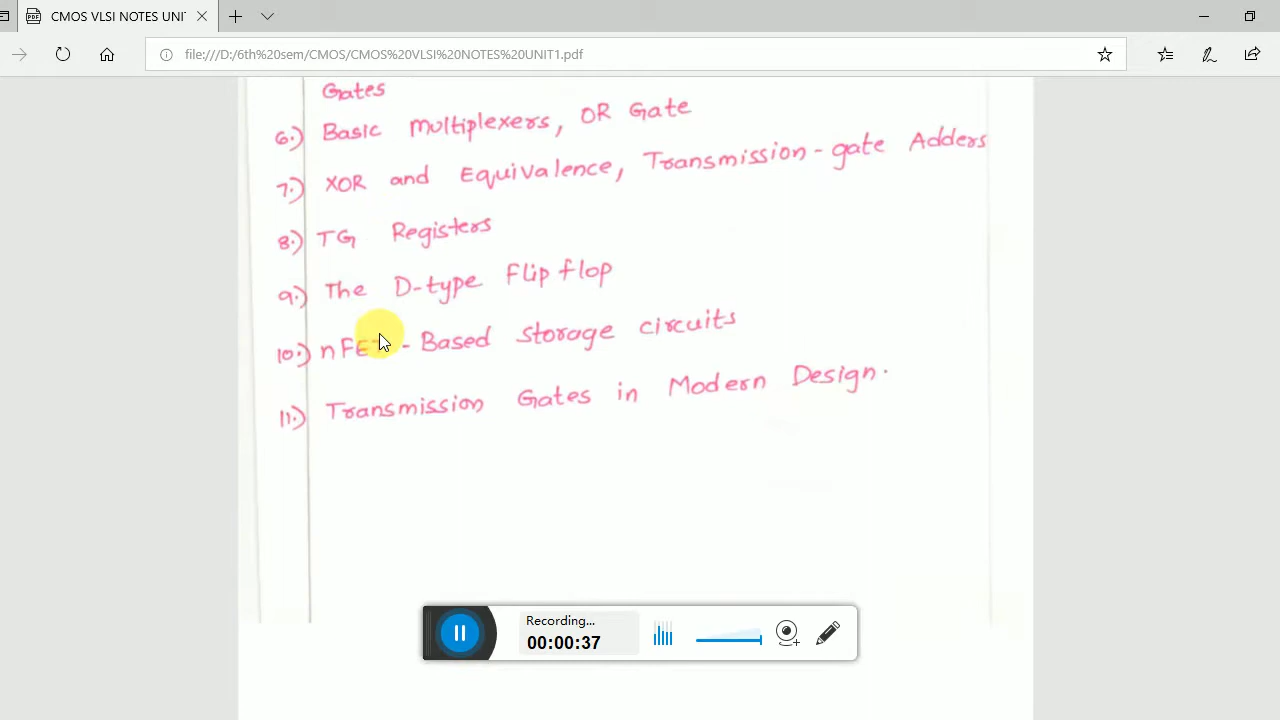 CMOS VLSI NOTES UNI
file:///D:/6th%20sem/CMOS/CMOS%20VLSI%20NOTES%20UNIT1.pdf
Gates
6.) Basic Multiplexers, OR Gate
7.) XOR and Equivalence, Transmission-gate Adders
8.) TG Registers
9.) The D-type Flip flop
10.) nFET-Based Storage circuits
11.) Transmission Gates in Modern Design.
Recording...
00:00:37